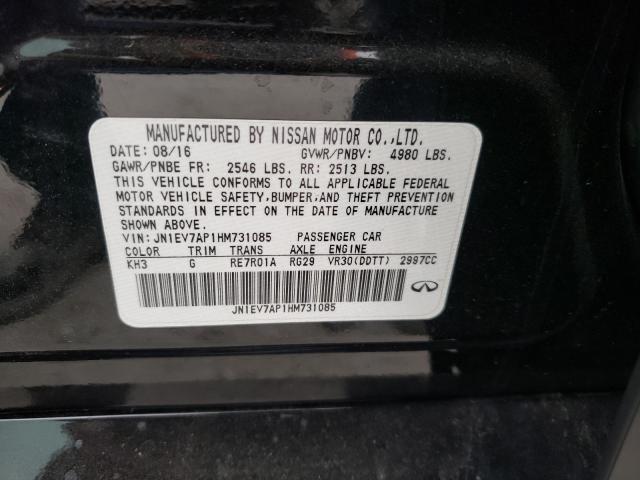 MANUFACTURED BY NISSAN MOTOR CO.,LTD.
DATE: 08/16 GVWR/PNBV: 4980 LBS.
GAWR/PNBE FR: 2546 LBS. RR: 2513 LBS.
THIS VEHICLE CONFORMS TO ALL APPLICABLE FEDERAL
MOTOR VEHICLE SAFETY,BUMPER,AND THEFT PREVENTION
STANDARDS IN EFFECT ON THE DATE OF MANUFACTURE
SHOWN ABOVE.
VIN:JN1EV7AP1HM731085 PASSENGER CAR
COLOR TRIM TRANS AXLE ENGINE
KH3 G RE7R01A RG29 VR30(DDTT) 2997CC
JN1EV7AP1HM731085